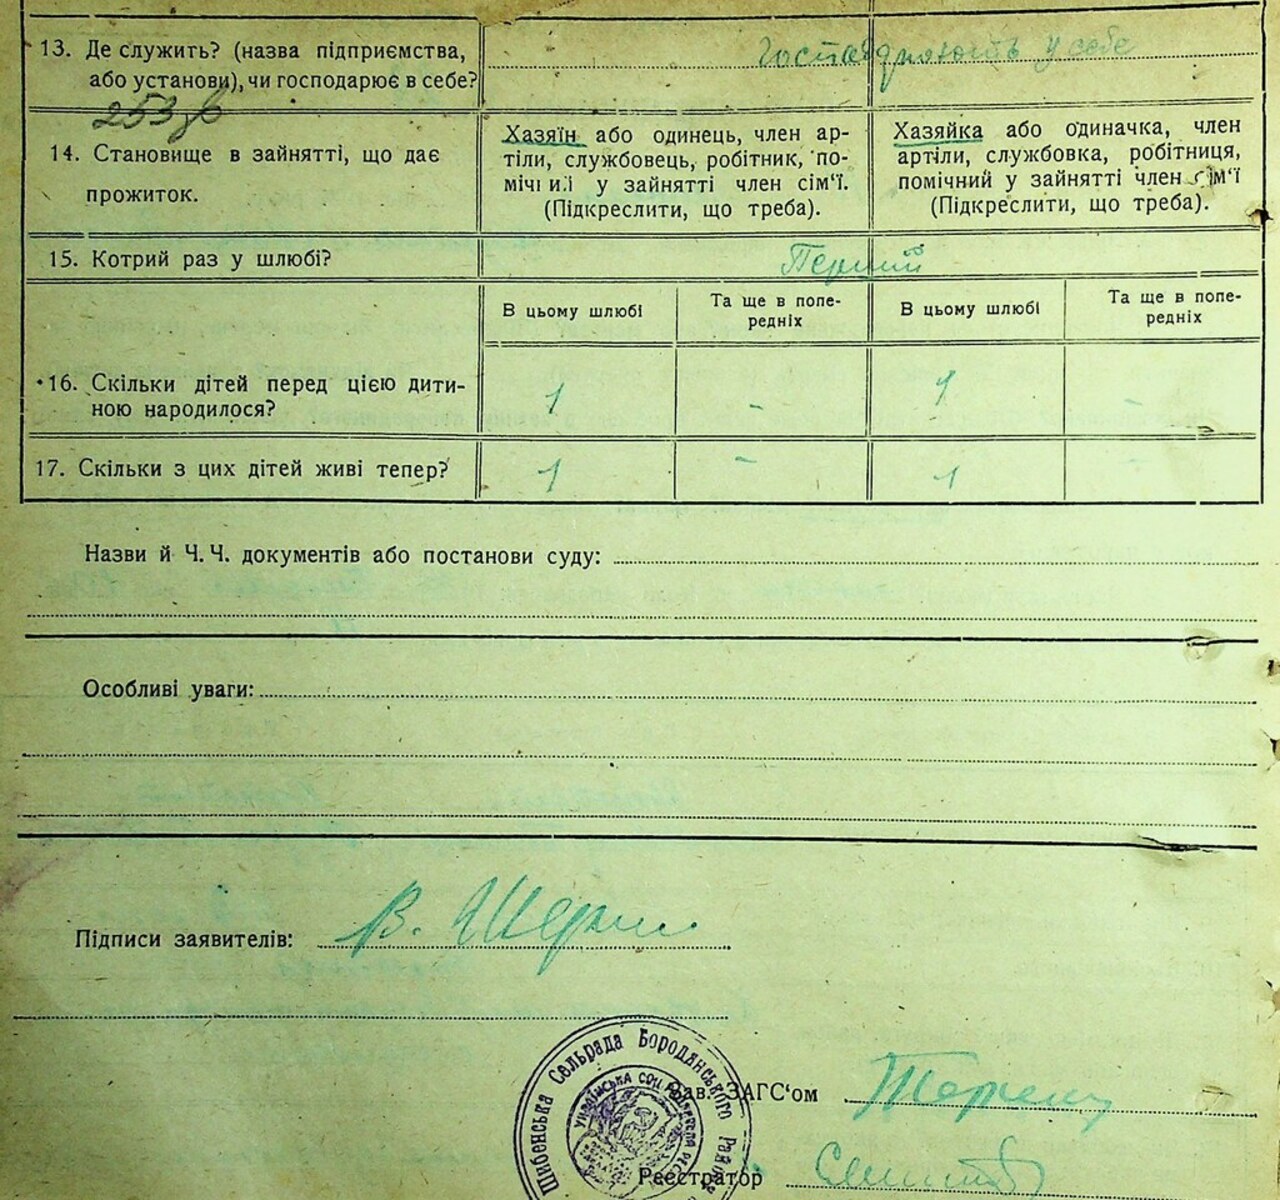 13. Де служить? (назва підприємства,
або установи), чи господарює в себе?
у себе
253
14. Становище в зайнятті, що дає
прожиток.
Хазяїн або одинець, член ар-
тіли, службовець, робітник, по-
мічний у зайнятті член сім'ї.
(Підкреслити, що треба).
Хазяйка або одиначка, член
артіли, службовка, робітниця,
помічний у зайнятті член сім'ї
(Підкреслити, що треба).
15. Котрий раз у шлюбі?
Перший
В цьому шлюбі
Та ще в попе-
редніх
В цьому шлюбі
Та ще в попе-
редніх
16. Скільки дітей перед цією дити-
ною народилося?
1 - 1 -
17. Скільки з цих дітей живі тепер?
1 - 1 -
Назви й Ч. Ч. документів або постанови суду:
Особливі уваги:
Підписи заявителів: В.
Шибенська Сельрада Бородянського
Зав. ЗАГС'ом
Реєстратор